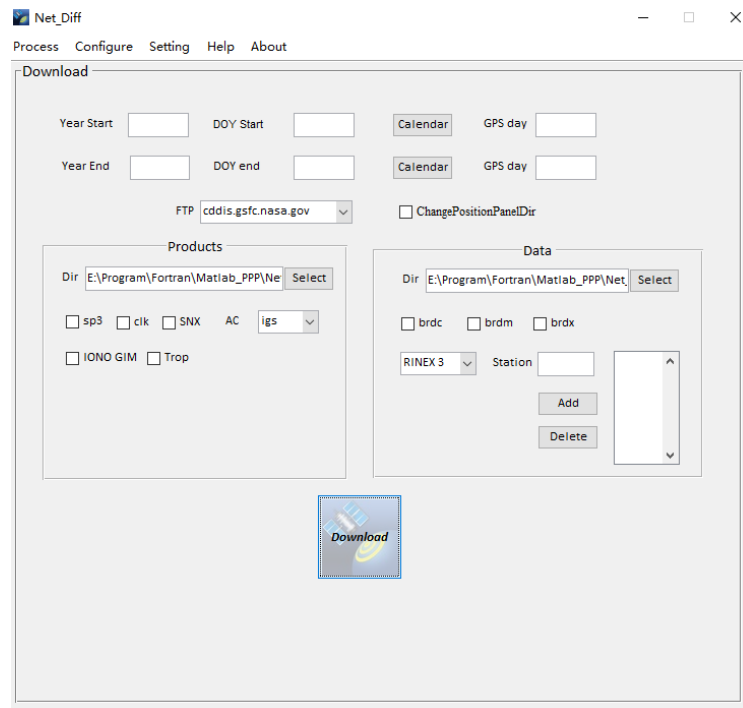 Net_Diff
Process Configure Setting Help About
Download
Year Start DOY Start Calendar GPS day
Year End DOY end Calendar GPS day
FTP cddis.gsfc.nasa.gov ChangePositionPanelDir
Products
Dir E:\Program\Fortran\Matlab_PPP\Ne Select
sp3 clk SNX AC igs
IONO GIM Trop
Data
Dir E:\Program\Fortran\Matlab_PPP\Net_ Select
brdc brdm brdx
RINEX 3 Station
Add
Delete
Download